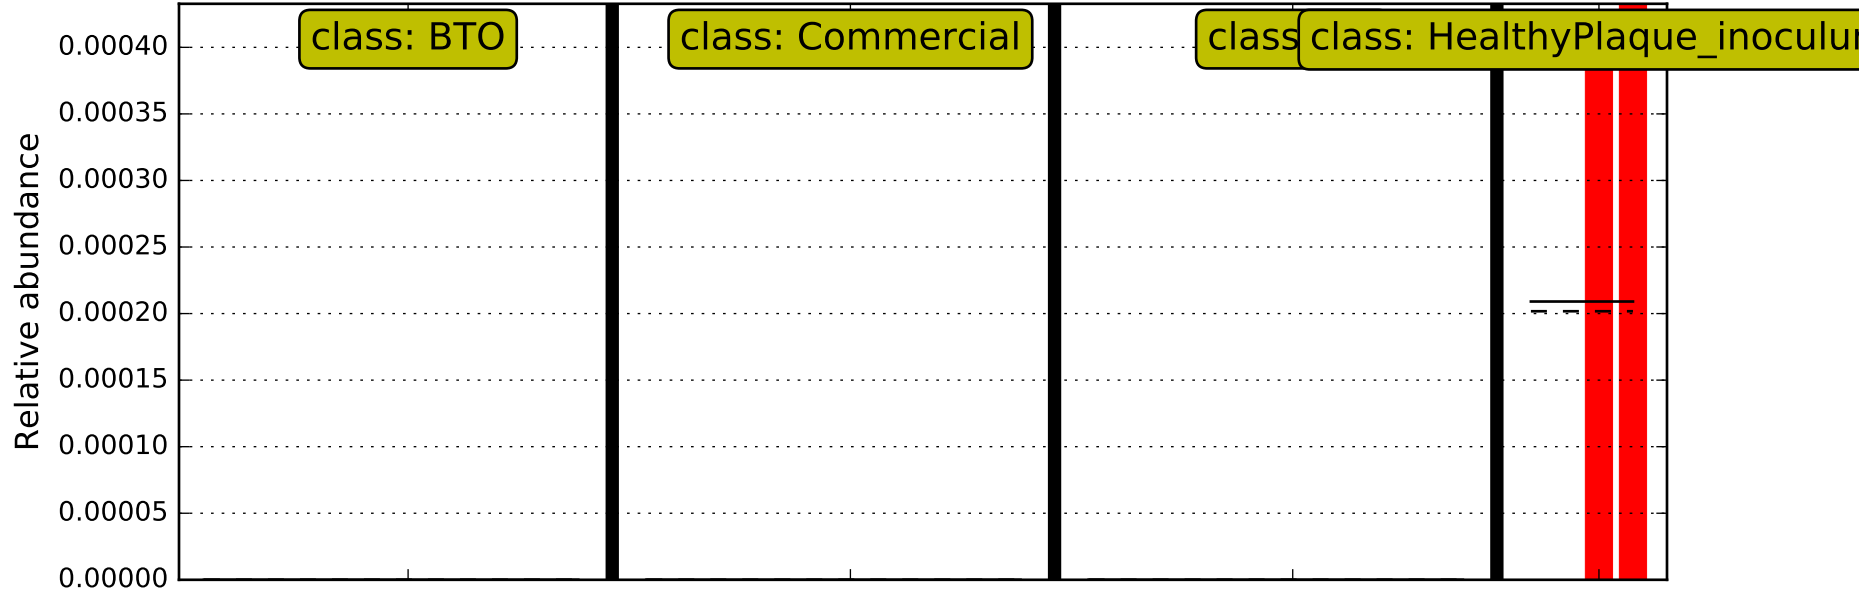 class: BTO
class: Commercial
class
class: HealthyPlaque_inoculu
Relative abundance
0.00040
0.00035
0.00030
0.00025
0.00020
0.00015
0.00010
0.00005
0.00000